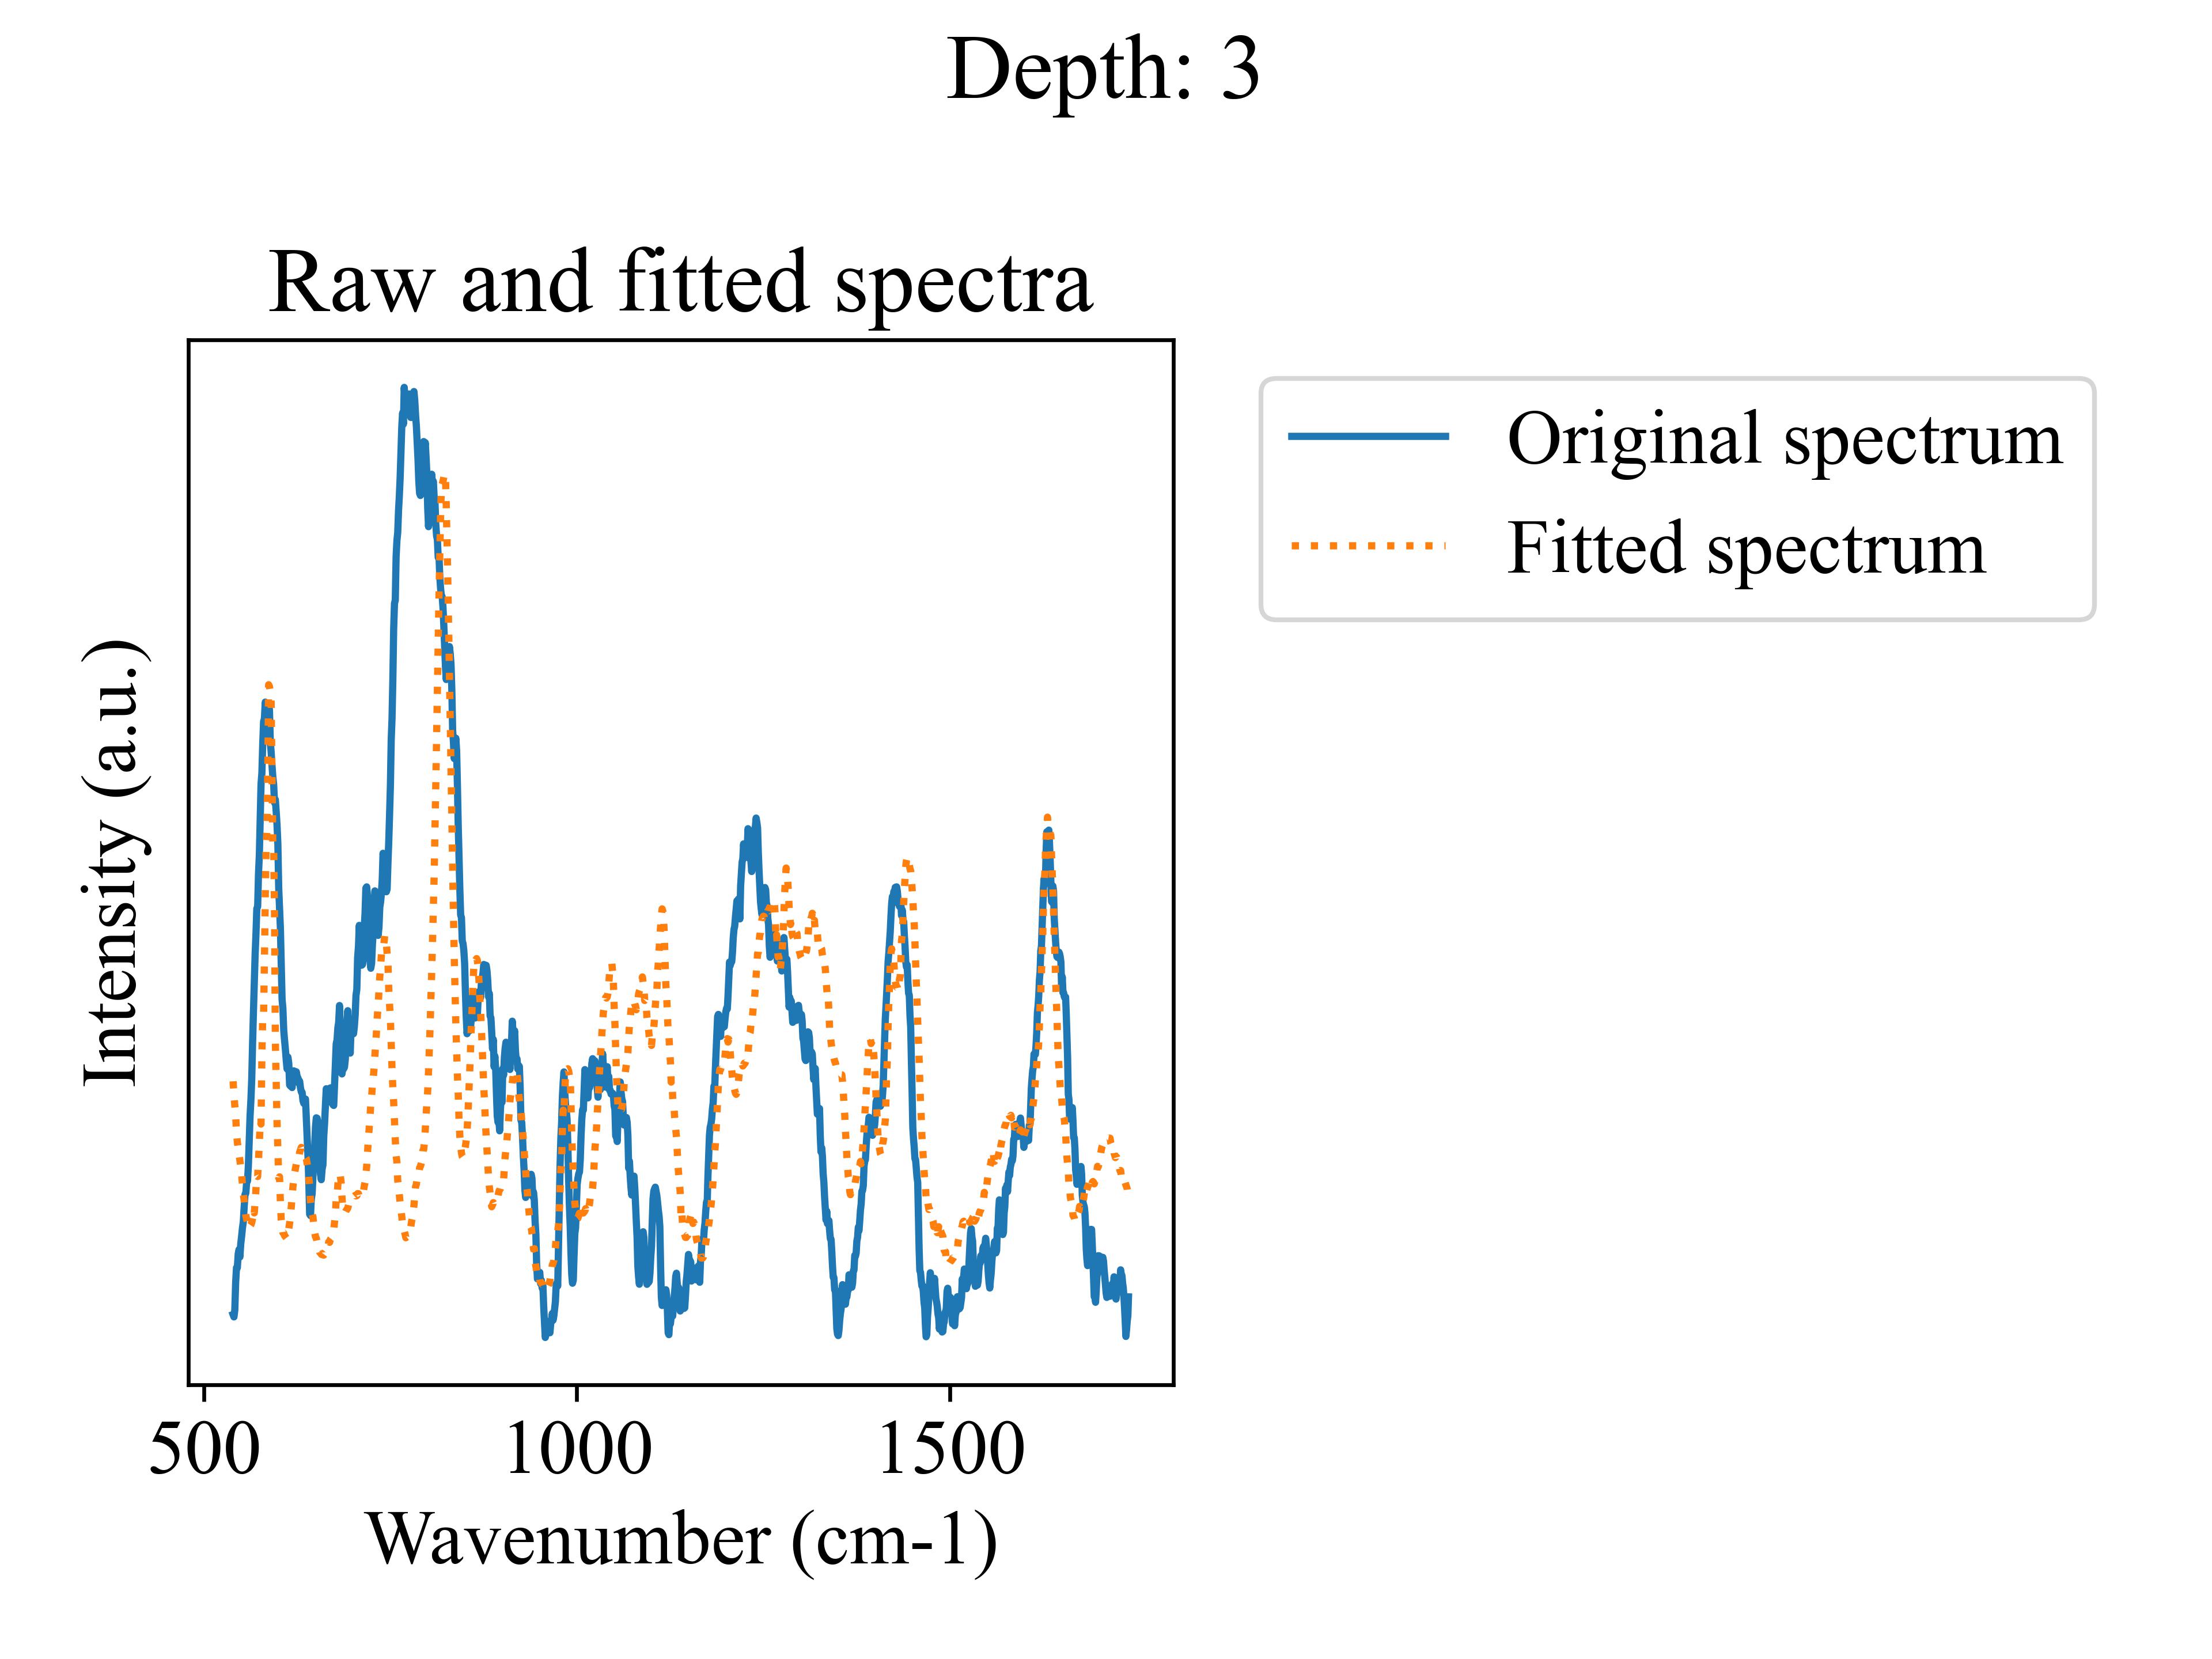 Depth: 3
Raw and fitted spectra
Original spectrum
Fitted spectrum
Intensity (a.u.)
500 1000 1500
Wavenumber (cm-1)